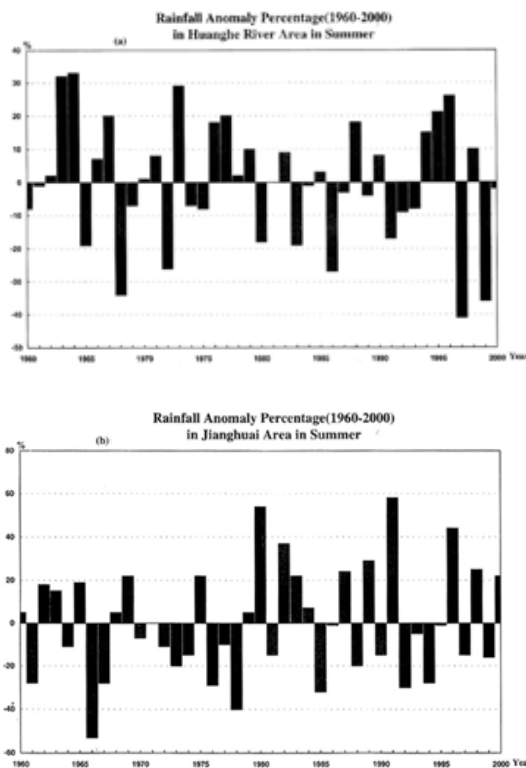 Rainfall Anomaly Percentage(1960-2000)
in Huanghe River Area in Summer
%
(a)
40
30
20
10
0
-10
-20
-30
-40
-50
1960 1965 1970 1975 1980 1985 1990 1995 2000 Year
Rainfall Anomaly Percentage(1960-2000)
in Jianghuai Area in Summer
%
(b)
80
60
40
20
0
-20
-40
-60
1960 1965 1970 1975 1980 1985 1990 1995 2000 Year